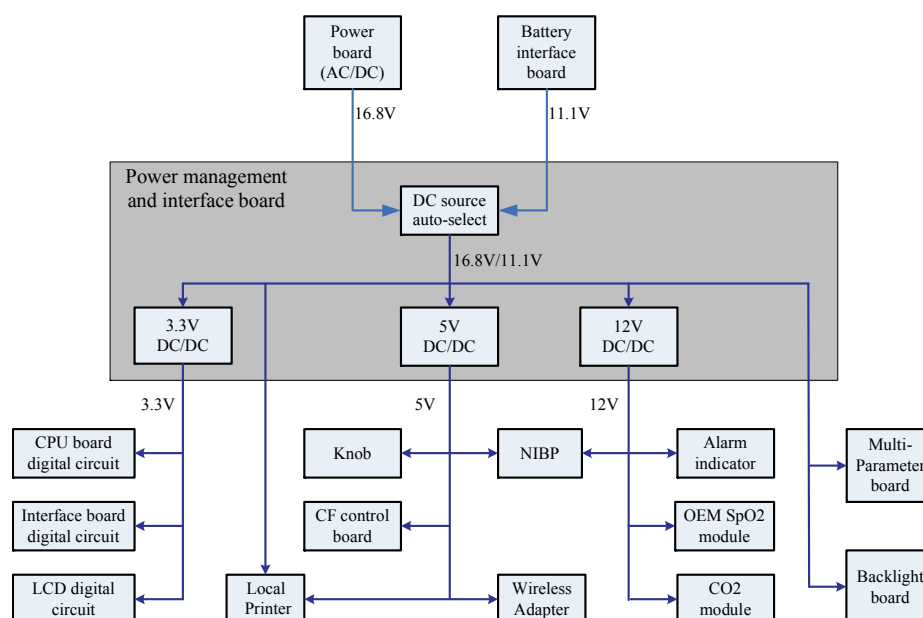 Power
board
(AC/DC)
Battery
interface
board
16.8V
11.1V
Power management
and interface board
DC source
auto-select
16.8V/11.1V
3.3V
DC/DC
5V
DC/DC
12V
DC/DC
3.3V
5V
12V
CPU board
digital circuit
Knob
NIBP
Alarm
indicator
Multi-
Parameter
board
Interface board
digital circuit
CF control
board
OEM SpO2
module
LCD digital
circuit
Local
Printer
Wireless
Adapter
CO2
module
Backlight
board